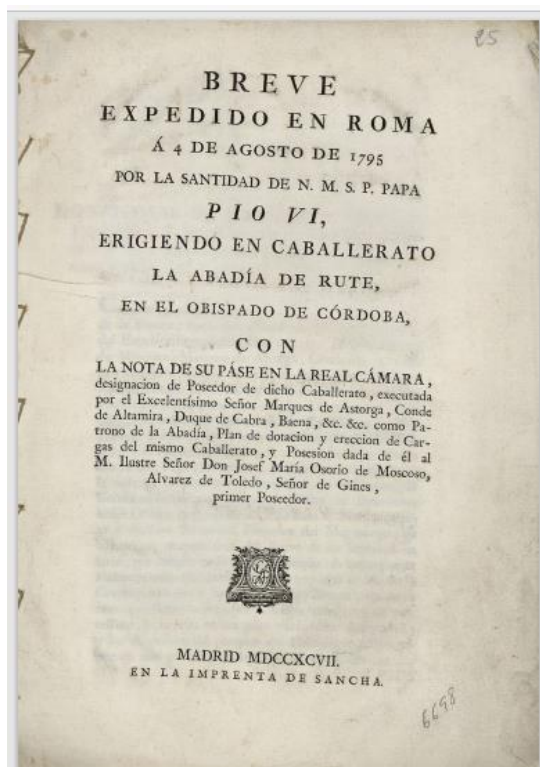 25
BREVE
EXPEDIDO EN ROMA
Á 4 DE AGOSTO DE 1795
POR LA SANTIDAD DE N. M. S. P. PAPA
PIO VI,
ERIGIENDO EN CABALLERATO
LA ABADÍA DE RUTE,
EN EL OBISPADO DE CÓRDOBA,
CON
LA NOTA DE SU PÁSE EN LA REAL CÁMARA,
designacion de Poseedor de dicho Caballerato, executada
por el Excelentísimo Señor Marques de Astorga, Conde
de Altamira, Duque de Cabra, Baena, &c. &c. como Pa-
trono de la Abadía, Plan de dotacion y ereccion de Car-
gas del mismo Caballerato, y Posesion dada de él al
M. Ilustre Señor Don Josef María Osorio de Moscoso,
Alvarez de Toledo, Señor de Gines,
primer Poseedor.
MADRID MDCCXCVII.
EN LA IMPRENTA DE SANCHA.
6698